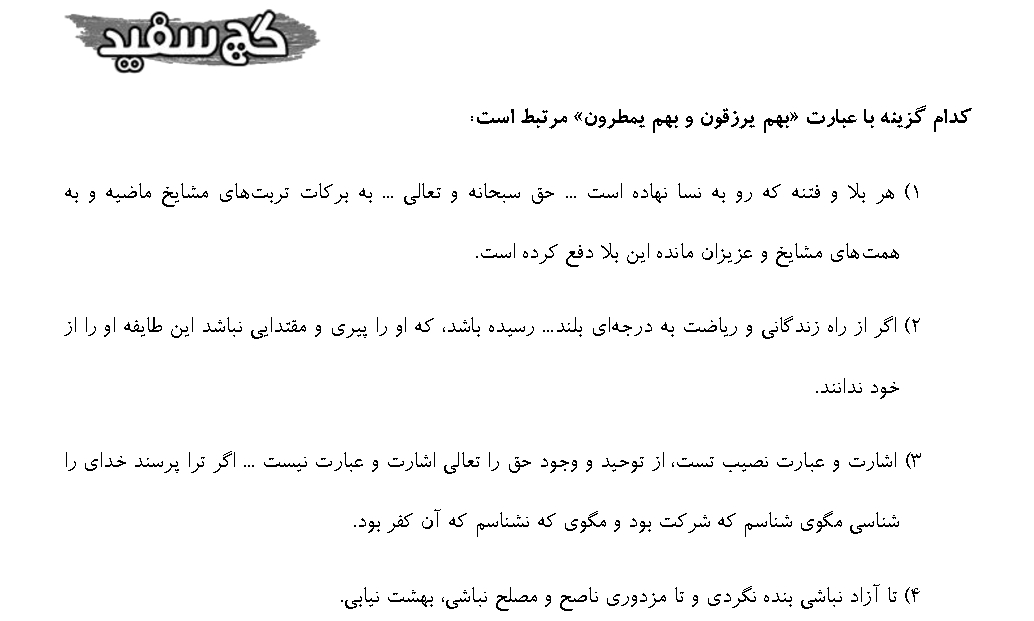 گچ سفید
کدام گزینه با عبارت «بهم یرزقون و بهم یمطرون» مرتبط است:
۱) هر بلا و فتنه که رو به نسا نهاده است ... حق سبحانه و تعالی ... به برکات تربت‌های مشایخ ماضیه و به
همت‌های مشایخ و عزیزان مانده این بلا دفع کرده است.
۲) اگر از راه زندگانی و ریاضت به درجه‌ای بلند... رسیده باشد، که او را پیری و مقتدایی نباشد این طایفه او را از
خود ندانند.
۳) اشارت و عبارت نصیب تست، از توحید و وجود حق را تعالی اشارت و عبارت نیست ... اگر ترا پرسند خدای را
شناسی مگوی شناسم که شرکت بود و مگوی که نشناسم که آن کفر بود.
۴) تا آزاد نباشی بنده نگردی و تا مزدوری ناصح و مصلح نباشی، بهشت نیابی.